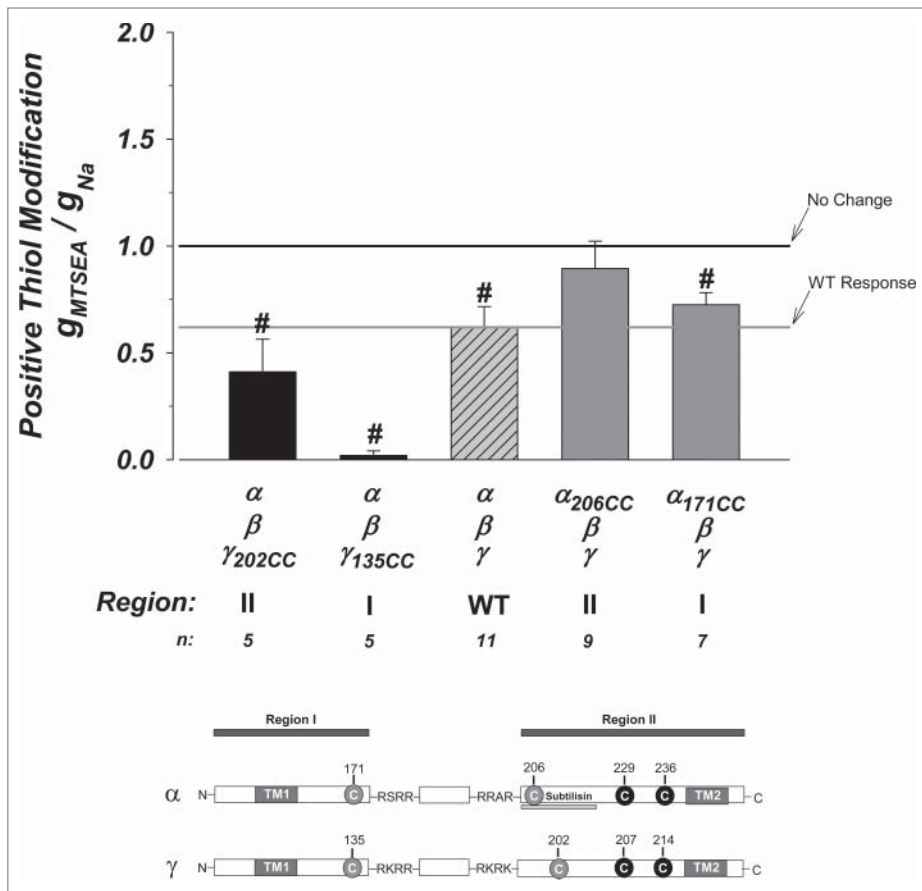 Positive Thiol Modification
gMTSEA / gNa
2.0
1.5
1.0
0.5
0.0
No Change
WT Response
# # # #
α α α α206CC α171CC
β β β β β
γ202CC γ135CC γ γ γ
Region: II I WT II I
n: 5 5 11 9 7
Region I Region II
171 206 229 236
α N TM1 C RSRR RRAR C Subtilisin C C TM2 C
135 202 207 214
γ N TM1 C RKRR RKRK C C C TM2 C